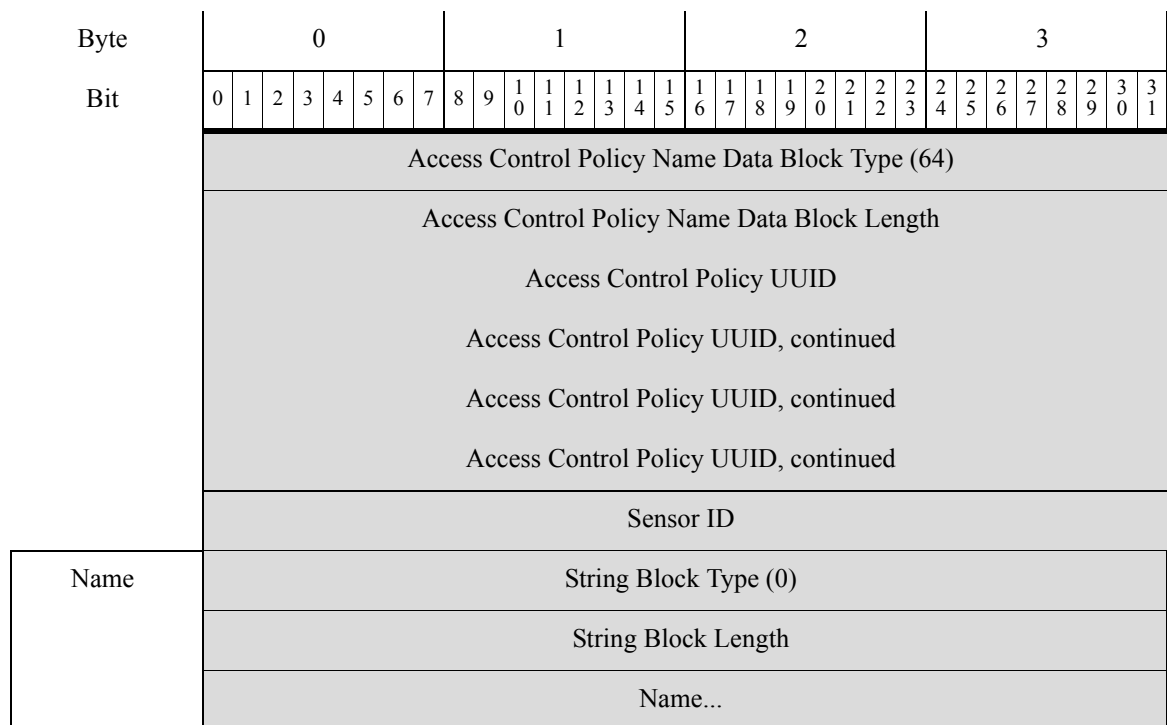 Byte 0 1 2 3
Bit 0 1 2 3 4 5 6 7 8 9 10 11 12 13 14 15 16 17 18 19 20 21 22 23 24 25 26 27 28 29 30 31
Access Control Policy Name Data Block Type (64)
Access Control Policy Name Data Block Length
Access Control Policy UUID
Access Control Policy UUID, continued
Access Control Policy UUID, continued
Access Control Policy UUID, continued
Sensor ID
Name String Block Type (0)
String Block Length
Name...